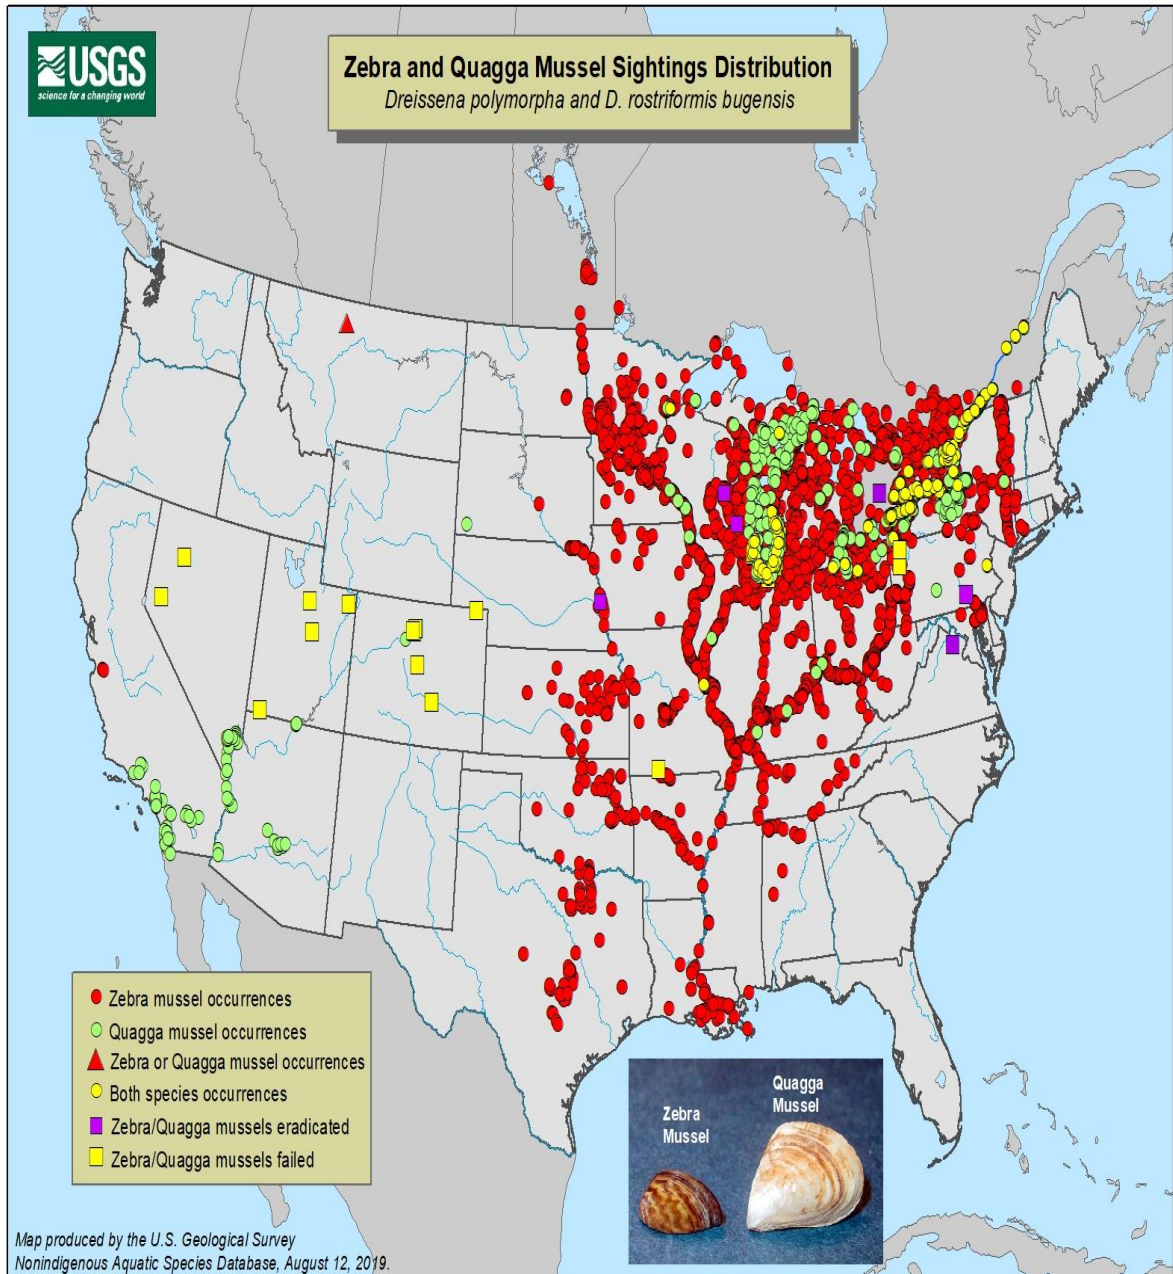 USGS
science for a changing world
Zebra and Quagga Mussel Sightings Distribution
Dreissena polymorpha and D. rostriformis bugensis
Zebra mussel occurrences
Quagga mussel occurrences
Zebra or Quagga mussel occurrences
Both species occurrences
Zebra/Quagga mussels eradicated
Zebra/Quagga mussels failed
Zebra
Mussel
Quagga
Mussel
Map produced by the U.S. Geological Survey
Nonindigenous Aquatic Species Database, August 12, 2019.